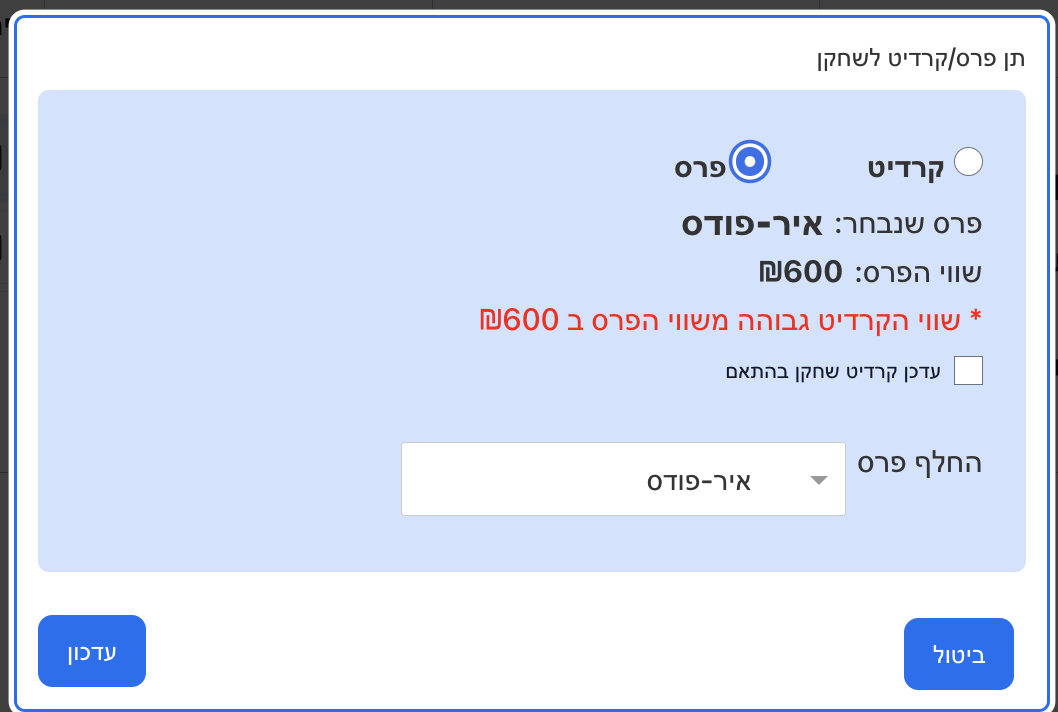 תן פרס/קרדיט לשחקן
קרדיט פרס
פרס שנבחר: איר-פודס
שווי הפרס: 600₪
* שווי הקרדיט גבוהה משווי הפרס ב 600₪
עדכן קרדיט שחקן בהתאם
החלף פרס איר-פודס
ביטול עדכון